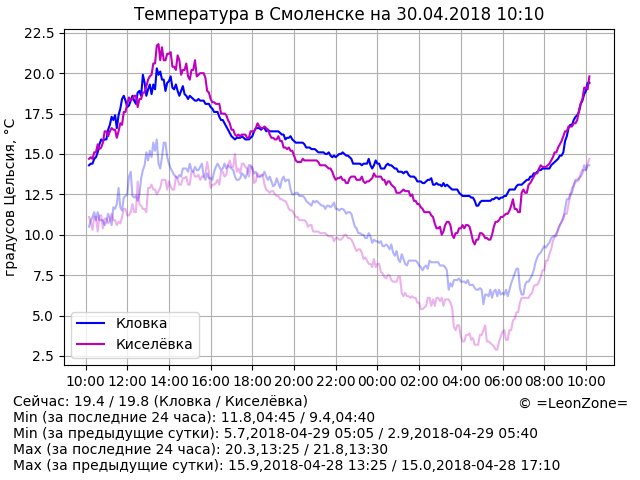 Температура в Смоленске на 30.04.2018 10:10
градусов Цельсия, °C
22.5
20.0
17.5
15.0
12.5
10.0
7.5
5.0
2.5
Кловка
Киселёвка
10:00 12:00 14:00 16:00 18:00 20:00 22:00 00:00 02:00 04:00 06:00 08:00 10:00
Сейчас: 19.4 / 19.8 (Кловка / Киселёвка)
© =LeonZone=
Min (за последние 24 часа): 11.8,04:45 / 9.4,04:40
Min (за предыдущие сутки): 5.7,2018-04-29 05:05 / 2.9,2018-04-29 05:40
Max (за последние 24 часа): 20.3,13:25 / 21.8,13:30
Max (за предыдущие сутки): 15.9,2018-04-28 13:25 / 15.0,2018-04-28 17:10